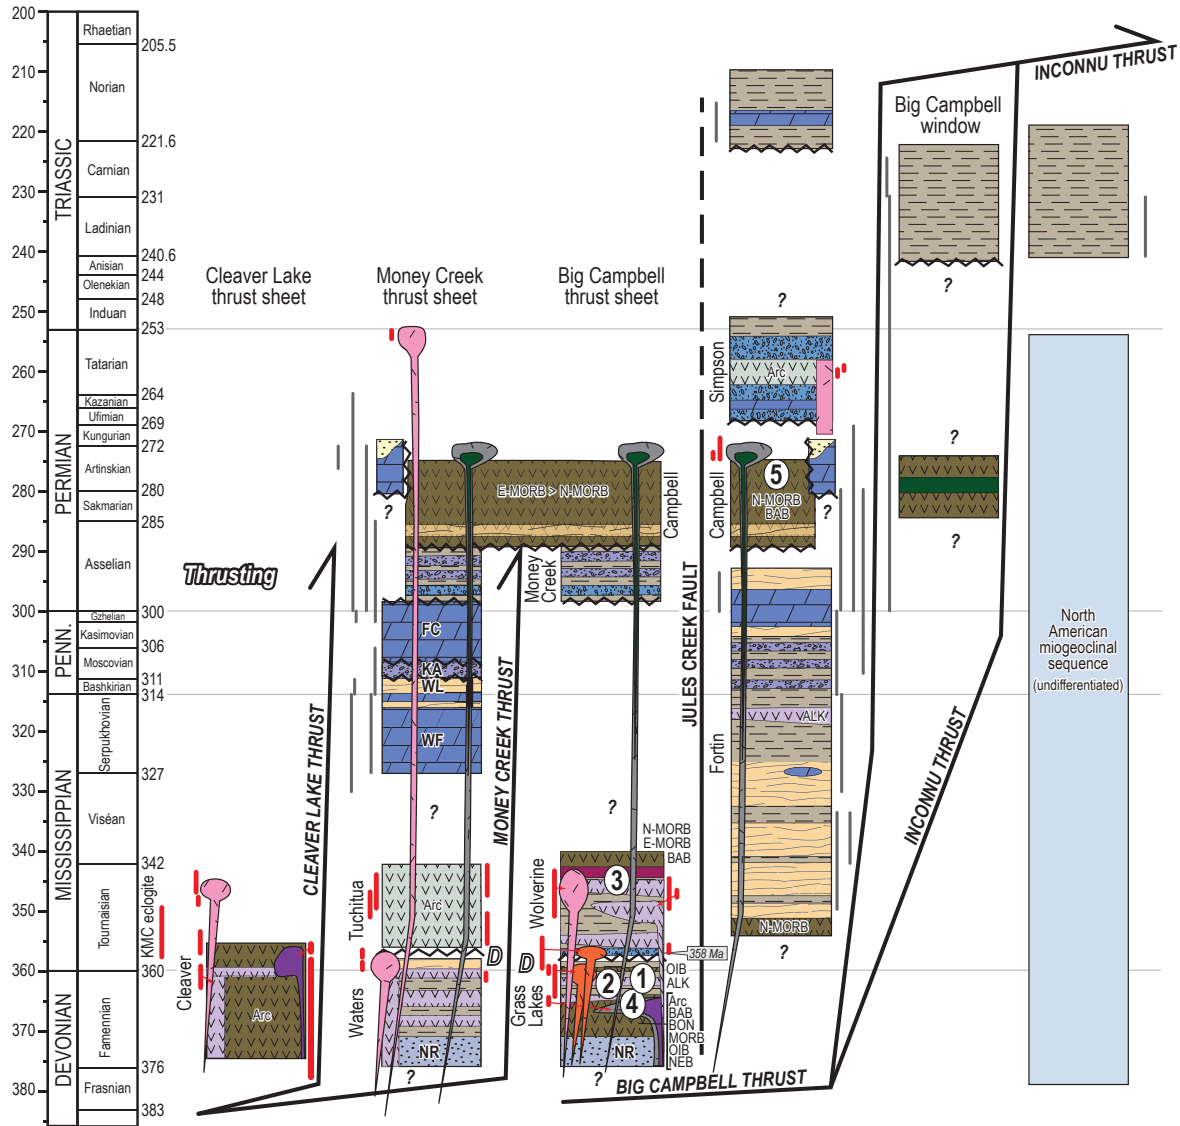 200
210
220
230
240
250
260
270
280
290
300
310
320
330
340
350
360
370
380
TRIASSIC
PERMIAN
PENN.
MISSISSIPPIAN
DEVONIAN
Rhaetian
205.5
Norian
221.6
Carnian
231
Ladinian
240.6
Anisian
244
Olenekian
248
Induan
253
Tatarian
264
Kazanian
Ufimian
269
Kungurian
272
Artinskian
280
Sakmarian
285
Asselian
300
Gzhelian
Kasimovian
306
Moscovian
311
Bashkirian
314
Serpukhovian
327
Viséan
342
Tournaisian
360
Famennian
376
Frasnian
383
KMC eclogite
Cleaver Lake
thrust sheet
Money Creek
thrust sheet
Big Campbell
thrust sheet
Big Campbell
window
INCONNU THRUST
Thrusting
CLEAVER LAKE THRUST
MONEY CREEK THRUST
JULES CREEK FAULT
INCONNU THRUST
BIG CAMPBELL THRUST
Cleaver
Arc
?
E-MORB > N-MORB
Campbell
Money
Creek
FC
KA
WL
WF
?
Tuchitua
Arc
D
Waters
NR
?
?
N-MORB
E-MORB
BAB
Wolverine
3
358 Ma
D
Grass
Lakes
2
1
4
OIB
ALK
Arc
BAB
BON
MORB
OIB
NEB
NR
?
?
Simpson
Arc
Campbell
5
N-MORB
BAB
?
Fortin
ALK
N-MORB
?
?
?
?
North
American
miogeoclinal
sequence
(undifferentiated)